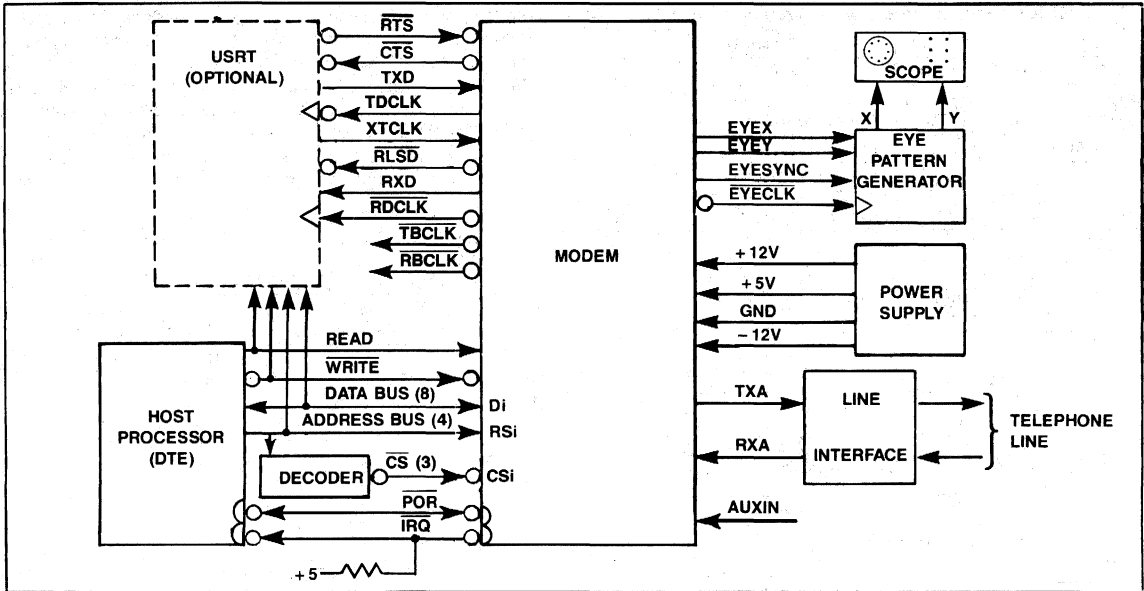 USRT
(OPTIONAL)
RTS
CTS
TXD
TDCLK
XTCLK
RLSD
RXD
RDCLK
TBCLK
RBCLK
MODEM
SCOPE
X
Y
EYEX
EYEY
EYESYNC
EYECLK
EYE
PATTERN
GENERATOR
+12V
+5V
GND
-12V
POWER
SUPPLY
READ
WRITE
DATA BUS (8)
Di
ADDRESS BUS (4)
RSi
HOST
PROCESSOR
(DTE)
DECODER
CS (3)
CSi
POR
IRQ
+5
TXA
RXA
LINE
INTERFACE
TELEPHONE
LINE
AUXIN